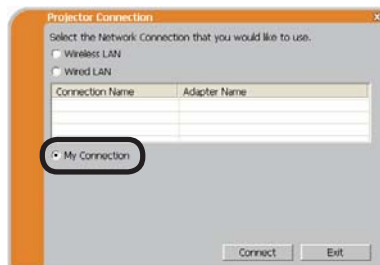 Projector Connection x
Select the Network Connection that you would like to use.
Wireless LAN
Wired LAN
Connection Name Adapter Name
My Connection
Connect Exit